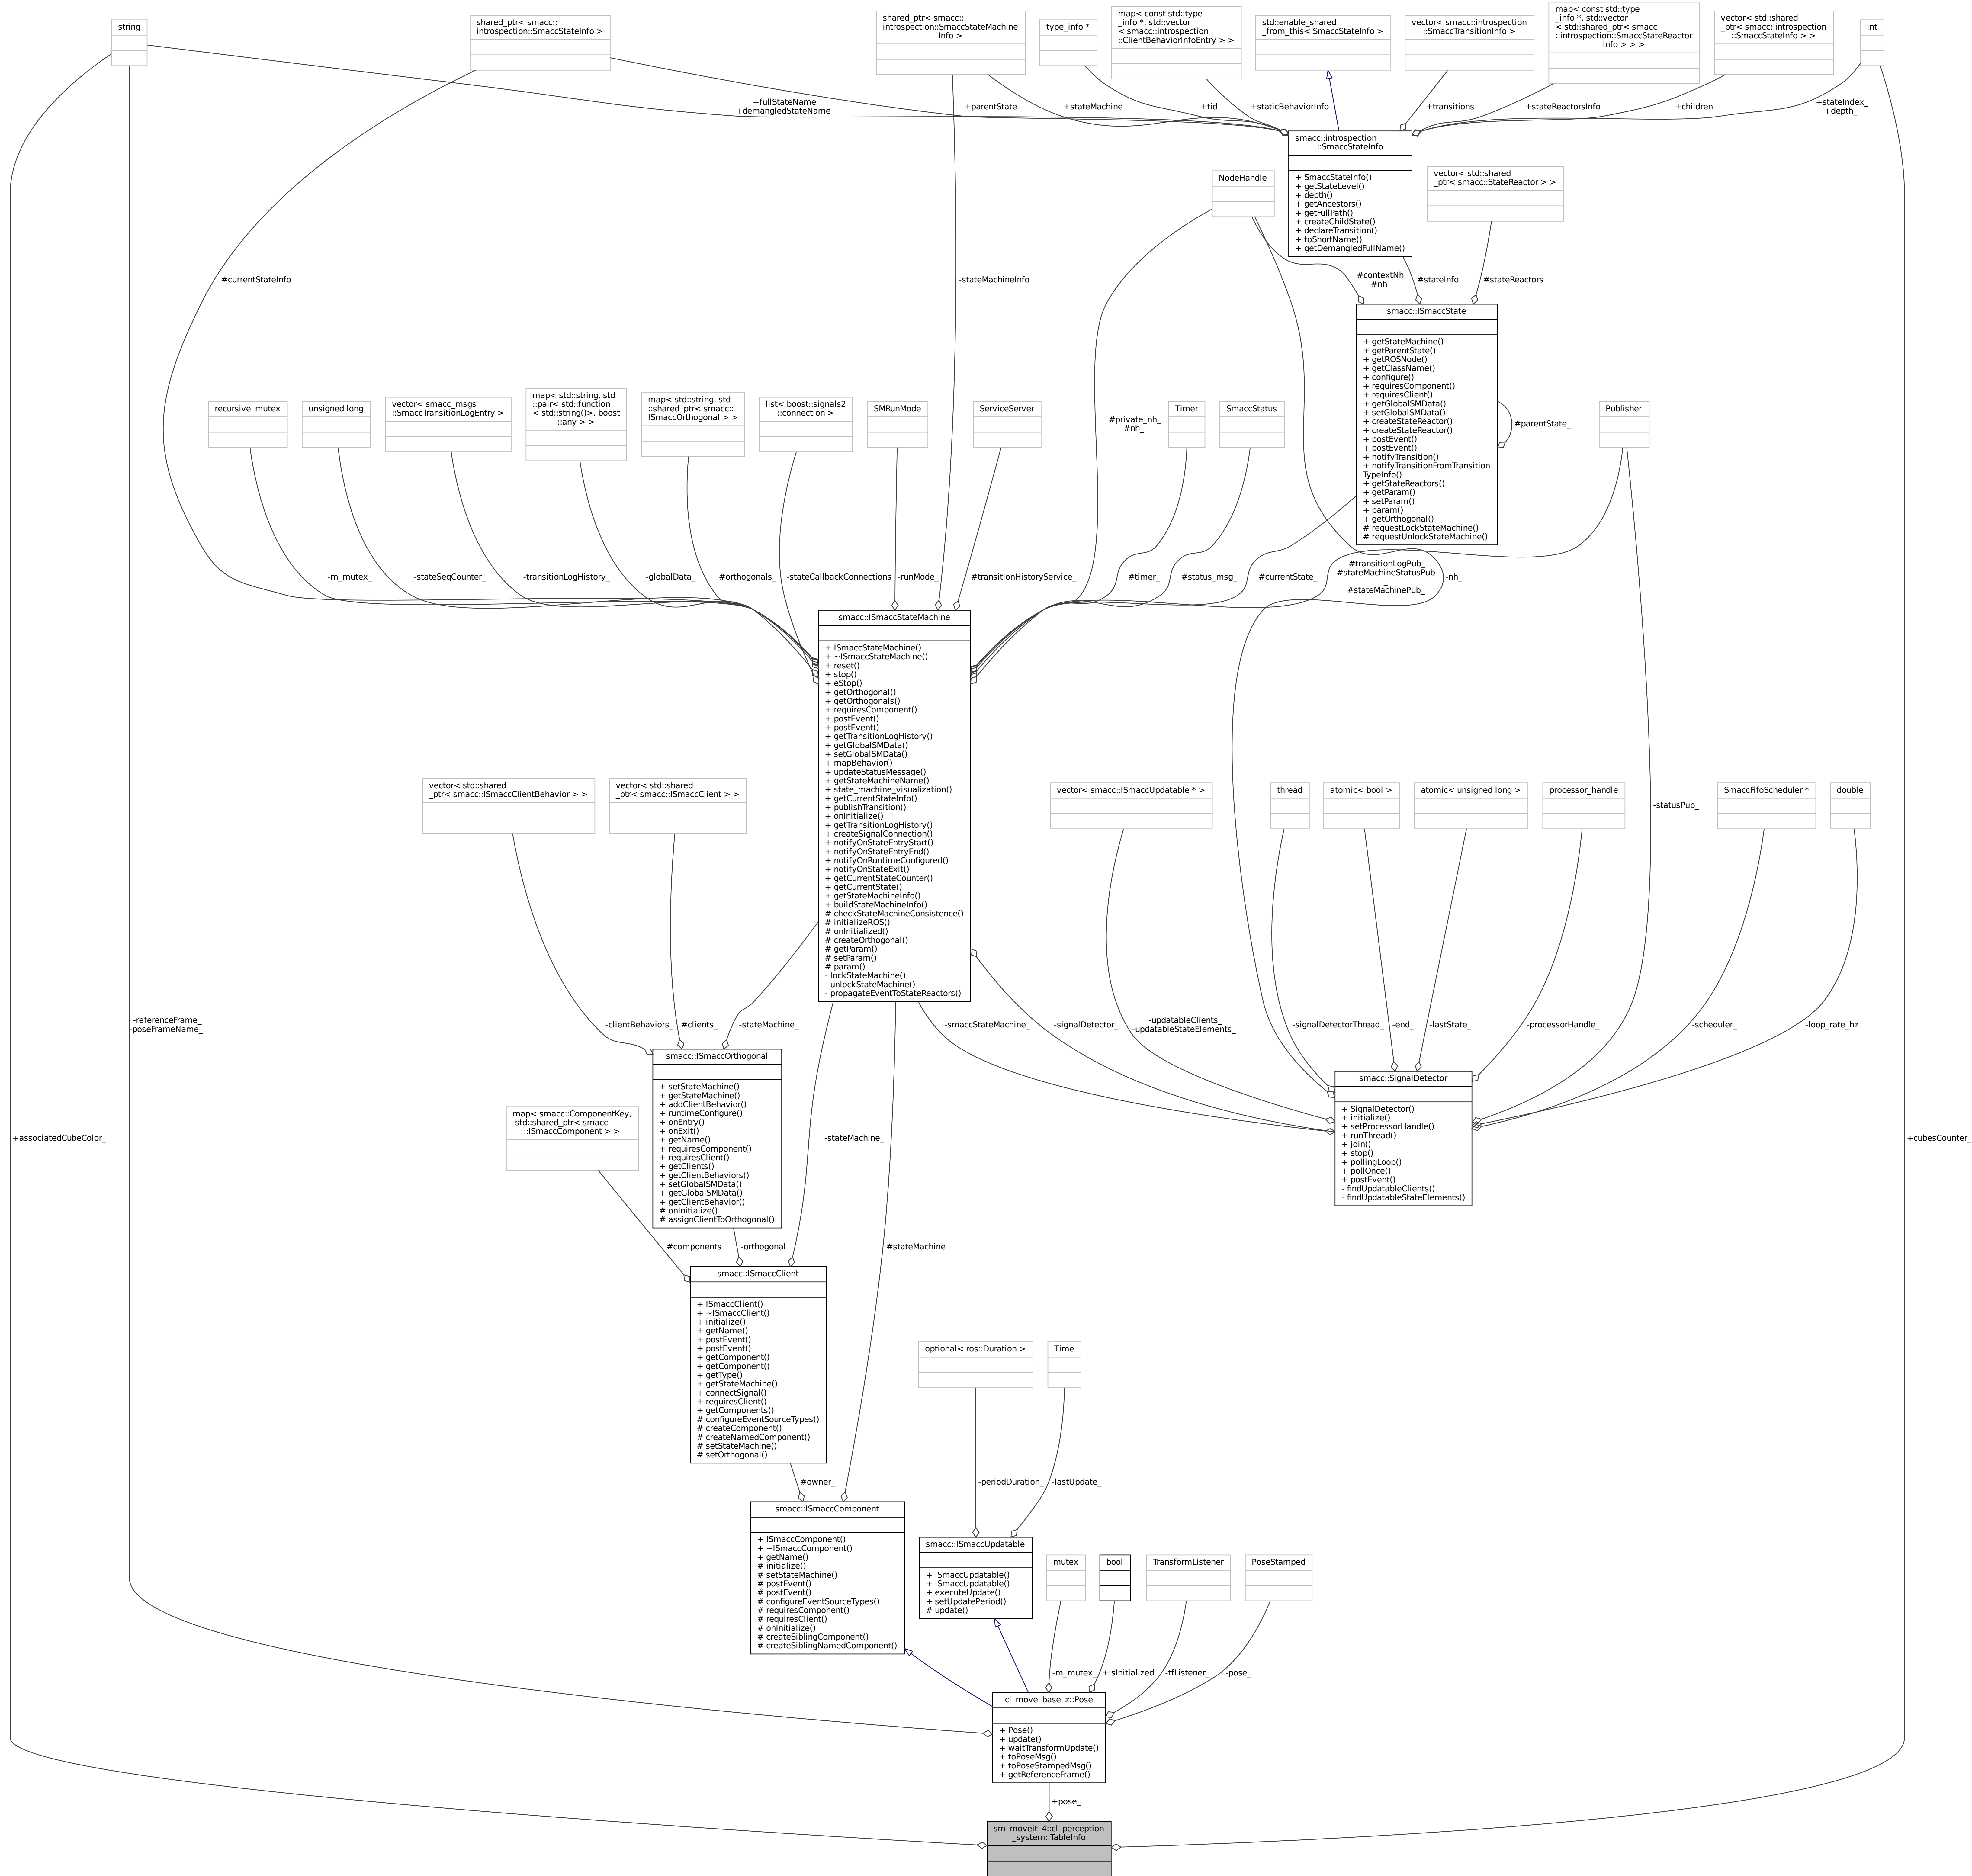 string
shared_ptr< smacc::
introspection::SmaccStateInfo >
shared_ptr< smacc::
introspection::SmaccStateMachine
Info >
type_info *
map< const std::type
_info *, std::vector
< smacc::introspection
::ClientBehaviorInfoEntry > >
std::enable_shared
_from_this< SmaccStateInfo >
vector< smacc::introspection
::SmaccTransitionInfo >
map< const std::type
_info *, std::vector
< std::shared_ptr< smacc
::introspection::SmaccStateReactor
Info > > >
vector< std::shared
_ptr< smacc::introspection
::SmaccStateInfo > >
int
+fullStateName
+demangledStateName
+parentState_
+stateMachine_
+tid_
+staticBehaviorInfo
+transitions_
+stateReactorsInfo
+children_
+stateIndex_
+depth_
smacc::introspection
::SmaccStateInfo
+ SmaccStateInfo()
+ getStateLevel()
+ depth()
+ getAncestors()
+ getFullPath()
+ createChildState()
+ declareTransition()
+ toShortName()
+ getDemangledFullName()
NodeHandle
vector< std::shared
_ptr< smacc::StateReactor > >
#currentStateInfo_
-stateMachineInfo_
#contextNh
#nh
#stateInfo_
#stateReactors_
smacc::ISmaccState
+ getStateMachine()
+ getParentState()
+ getROSNode()
+ getClassName()
+ configure()
+ requiresComponent()
+ requiresClient()
+ getGlobalSMData()
+ setGlobalSMData()
+ createStateReactor()
+ createStateReactor()
+ postEvent()
+ postEvent()
+ notifyTransition()
+ notifyTransitionFromTransition
TypeInfo()
+ getStateReactors()
+ getParam()
+ setParam()
+ param()
+ getOrthogonal()
# requestLockStateMachine()
# requestUnlockStateMachine()
#parentState_
recursive_mutex
unsigned long
vector< smacc_msgs
::SmaccTransitionLogEntry >
map< std::string, std
::pair< std::function
< std::string()>, boost
::any > >
map< std::string, std
::shared_ptr< smacc::
ISmaccOrthogonal > >
list< boost::signals2
::connection >
SMRunMode
ServiceServer
#private_nh_
#nh_
Timer
SmaccStatus
Publisher
-m_mutex_
-stateSeqCounter_
-transitionLogHistory_
-globalData_
#orthogonals_
-stateCallbackConnections
-runMode_
#transitionHistoryService_
#timer_
#status_msg_
#currentState_
#transitionLogPub_
#stateMachineStatusPub
_
#stateMachinePub_
-nh_
smacc::ISmaccStateMachine
+ ISmaccStateMachine()
+ ~ISmaccStateMachine()
+ reset()
+ stop()
+ eStop()
+ getOrthogonal()
+ getOrthogonals()
+ requiresComponent()
+ postEvent()
+ postEvent()
+ getTransitionLogHistory()
+ getGlobalSMData()
+ setGlobalSMData()
+ mapBehavior()
+ updateStatusMessage()
+ getStateMachineName()
+ state_machine_visualization()
+ getCurrentStateInfo()
+ publishTransition()
+ onInitialize()
+ getTransitionLogHistory()
+ createSignalConnection()
+ notifyOnStateEntryStart()
+ notifyOnStateEntryEnd()
+ notifyOnRuntimeConfigured()
+ notifyOnStateExit()
+ getCurrentStateCounter()
+ getCurrentState()
+ getStateMachineInfo()
+ buildStateMachineInfo()
# checkStateMachineConsistence()
# initializeROS()
# onInitialized()
# createOrthogonal()
# getParam()
# setParam()
# param()
- lockStateMachine()
- unlockStateMachine()
- propagateEventToStateReactors()
vector< std::shared
_ptr< smacc::ISmaccClientBehavior > >
vector< std::shared
_ptr< smacc::ISmaccClient > >
vector< smacc::ISmaccUpdatable * >
thread
atomic< bool >
atomic< unsigned long >
processor_handle
-statusPub_
SmaccFifoScheduler *
double
-referenceFrame_
-poseFrameName_
-clientBehaviors_
#clients_
-stateMachine_
-smaccStateMachine_
-signalDetector_
-updatableClients_
-updatableStateElements_
-signalDetectorThread_
-end_
-lastState_
-processorHandle_
-scheduler_
-loop_rate_hz
smacc::ISmaccOrthogonal
+ setStateMachine()
+ getStateMachine()
+ addClientBehavior()
+ runtimeConfigure()
+ onEntry()
+ onExit()
+ getName()
+ requiresComponent()
+ requiresClient()
+ getClients()
+ getClientBehaviors()
+ setGlobalSMData()
+ getGlobalSMData()
+ getClientBehavior()
# onInitialize()
# assignClientToOrthogonal()
smacc::SignalDetector
+ SignalDetector()
+ initialize()
+ setProcessorHandle()
+ runThread()
+ join()
+ stop()
+ pollingLoop()
+ pollOnce()
+ postEvent()
- findUpdatableClients()
- findUpdatableStateElements()
map< smacc::ComponentKey,
std::shared_ptr< smacc
::ISmaccComponent > >
+associatedCubeColor_
-stateMachine_
+cubesCounter_
#components_
-orthogonal_
#stateMachine_
smacc::ISmaccClient
+ ISmaccClient()
+ ~ISmaccClient()
+ initialize()
+ getName()
+ postEvent()
+ postEvent()
+ getComponent()
+ getComponent()
+ getType()
+ getStateMachine()
+ connectSignal()
+ requiresClient()
+ getComponents()
# configureEventSourceTypes()
# createComponent()
# createNamedComponent()
# setStateMachine()
# setOrthogonal()
optional< ros::Duration >
Time
#owner_
-periodDuration_
-lastUpdate_
smacc::ISmaccComponent
+ ISmaccComponent()
+ ~ISmaccComponent()
+ getName()
# initialize()
# setStateMachine()
# postEvent()
# postEvent()
# configureEventSourceTypes()
# requiresComponent()
# requiresClient()
# onInitialize()
# createSiblingComponent()
# createSiblingNamedComponent()
smacc::ISmaccUpdatable
+ ISmaccUpdatable()
+ ISmaccUpdatable()
+ executeUpdate()
+ setUpdatePeriod()
# update()
mutex
bool
TransformListener
PoseStamped
-m_mutex_
+isInitialized
-tfListener_
-pose_
cl_move_base_z::Pose
+ Pose()
+ update()
+ waitTransformUpdate()
+ toPoseMsg()
+ toPoseStampedMsg()
+ getReferenceFrame()
+pose_
sm_moveit_4::cl_perception
_system::TableInfo